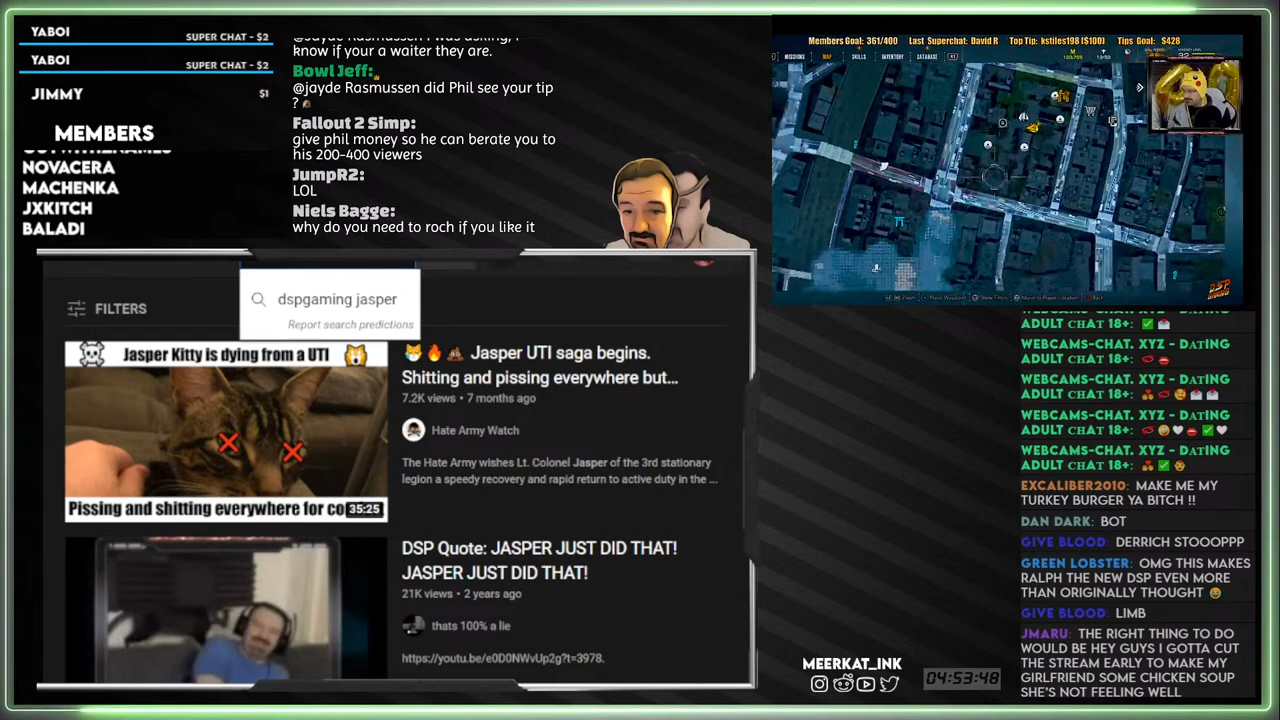 YABOI
SUPER CHAT - $2
YABOI
SUPER CHAT - $2
JIMMY
$1
MEMBERS
NOVACERA
MACHENKA
JXKITCH
BALADI
know if your a waiter they are.
Bowl Jeff:
@jayde Rasmussen did Phil see your tip
?
Fallout 2 Simp:
give phil money so he can berate you to
his 200-400 viewers
JumpR2:
LOL
Niels Bagge:
why do you need to roch if you like it
Members Goal: 361/400 Last Superchat: David R Top Tip: kstiles198 ($100) Tips Goal: $428
MISSIONS MAP SKILLS INVENTORY DATABASE
dspgaming jasper
Report search predictions
FILTERS
Jasper Kitty is dying from a UTI
Pissing and shitting everywhere for co
35:25
Jasper UTI saga begins.
Shitting and pissing everywhere but...
7.2K views • 7 months ago
Hate Army Watch
The Hate Army wishes Lt. Colonel Jasper of the 3rd stationary
legion a speedy recovery and rapid return to active duty in the ...
DSP Quote: JASPER JUST DID THAT!
JASPER JUST DID THAT!
21K views • 2 years ago
thats 100% a lie
https://youtu.be/e0D0NWvUp2g?t=3978.
DSP
GAMING
ADULT CHAT 18+:
WEBCAMS-CHAT. XYZ - DATING
ADULT CHAT 18+:
WEBCAMS-CHAT. XYZ - DATING
ADULT CHAT 18+:
WEBCAMS-CHAT. XYZ - DATING
ADULT CHAT 18+:
WEBCAMS-CHAT. XYZ - DATING
ADULT CHAT 18+:
EXCALIBER2010: MAKE ME MY
TURKEY BURGER YA BITCH !!
DAN DARK: BOT
GIVE BLOOD: DERRICH STOOOPPP
GREEN LOBSTER: OMG THIS MAKES
RALPH THE NEW DSP EVEN MORE
THAN ORIGINALLY THOUGHT
GIVE BLOOD: LIMB
JMARU: THE RIGHT THING TO DO
WOULD BE HEY GUYS I GOTTA CUT
THE STREAM EARLY TO MAKE MY
GIRLFRIEND SOME CHICKEN SOUP
SHE'S NOT FEELING WELL
MEERKAT_INK
04:53:48